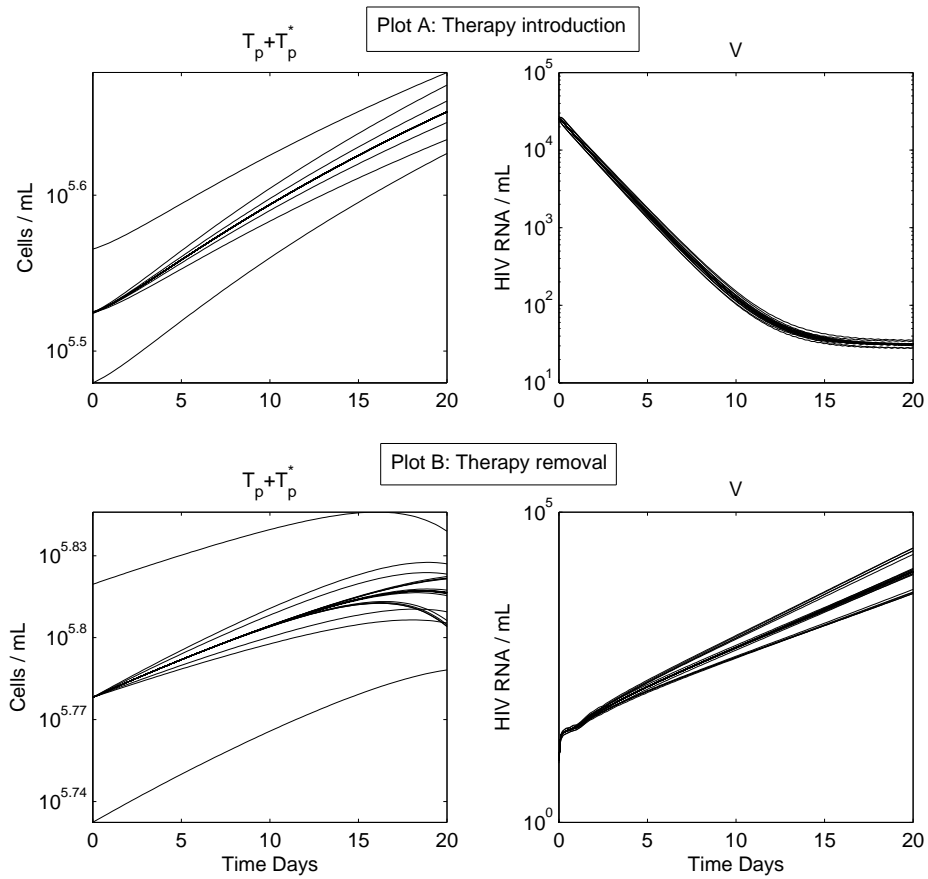 Plot A: Therapy introduction
T_p+T_p^*
V
Cells / mL
10^5.6
10^5.5
0 5 10 15 20
HIV RNA / mL
10^5
10^4
10^3
10^2
10^1
0 5 10 15 20
Plot B: Therapy removal
T_p+T_p^*
V
Cells / mL
10^5.83
10^5.8
10^5.77
10^5.74
0 5 10 15 20
Time Days
HIV RNA / mL
10^5
10^0
0 5 10 15 20
Time Days